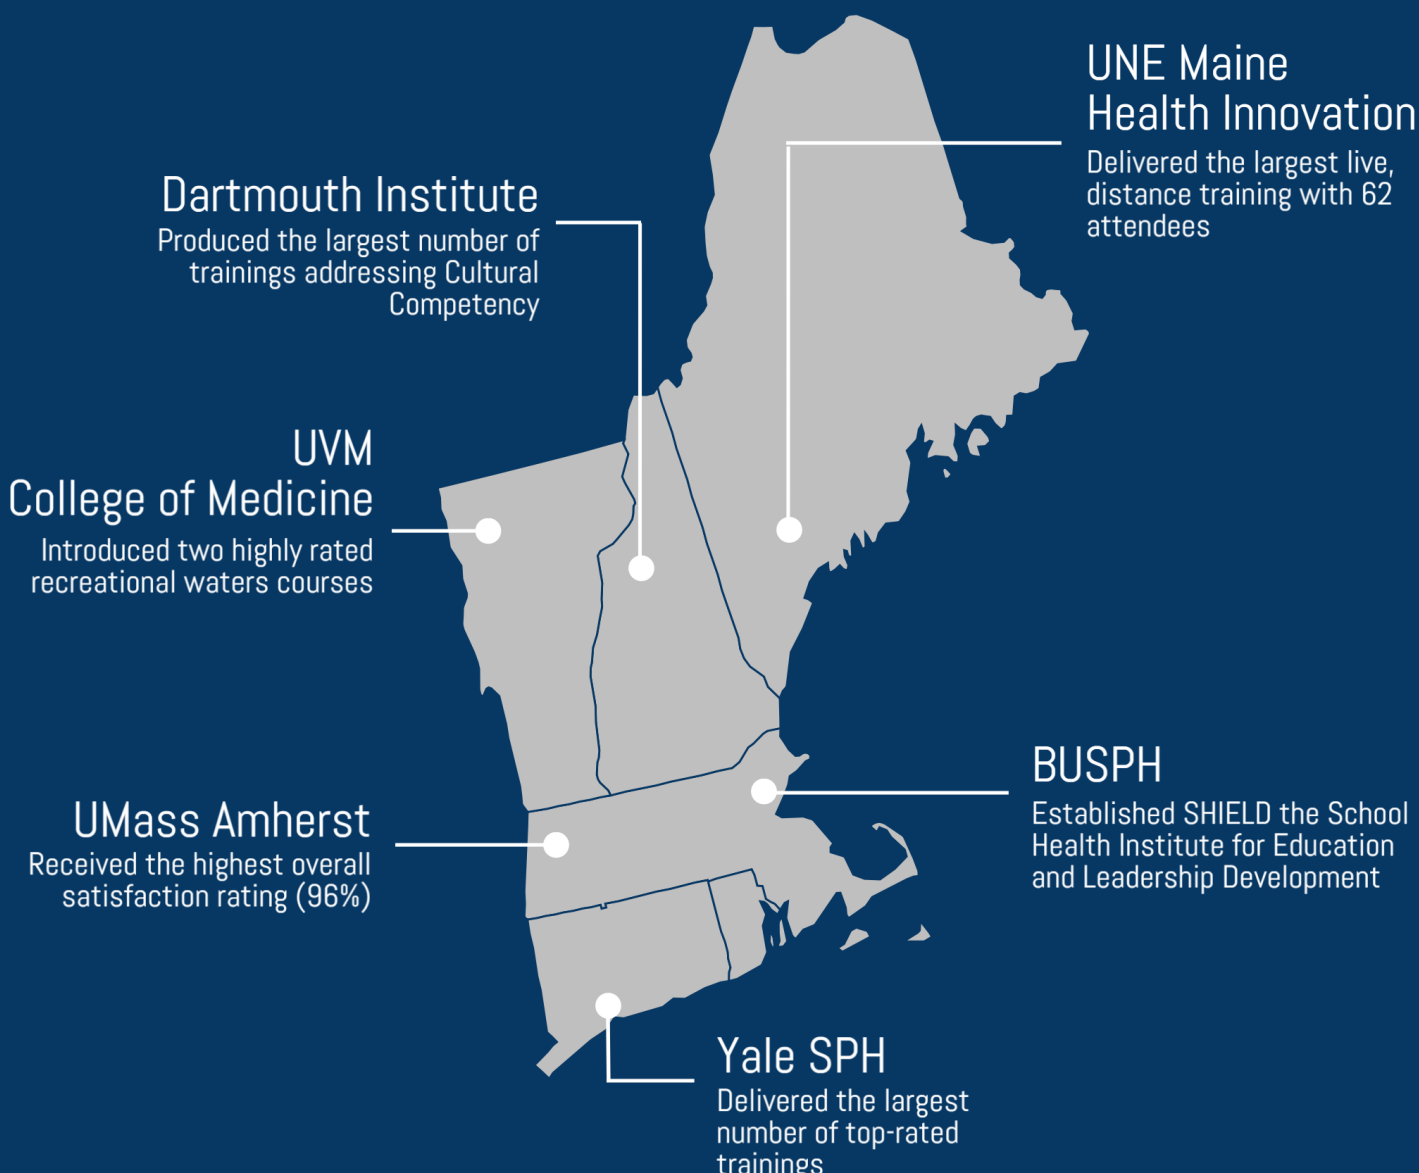 UNE Maine
Health Innovation
Delivered the largest live,
distance training with 62
attendees
Dartmouth Institute
Produced the largest number of
trainings addressing Cultural
Competency
UVM
College of Medicine
Introduced two highly rated
recreational waters courses
UMass Amherst
Received the highest overall
satisfaction rating (96%)
BUSPH
Established SHIELD the School
Health Institute for Education
and Leadership Development
Yale SPH
Delivered the largest
number of top-rated
trainings